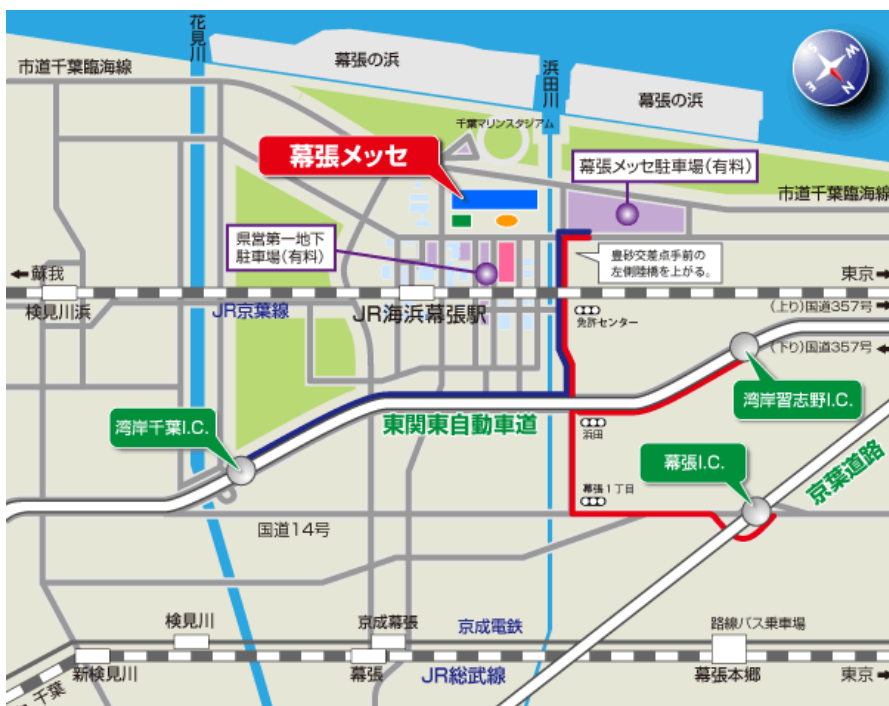 花見川
幕張の浜
浜田川
市道千葉臨海線
幕張の浜
千葉マリンスタジアム
幕張メッセ
幕張メッセ駐車場(有料)
市道千葉臨海線
県営第一地下
駐車場(有料)
豊砂交差点手前の
左側陸橋を上がる。
←蘇我
東京→
検見川浜
JR京葉線
JR海浜幕張駅
免許センター
(上り)国道357号→
(下り)国道357号←
湾岸習志野I.C.
湾岸千葉I.C.
東関東自動車道
浜田
幕張I.C.
京葉道路
幕張1丁目
国道14号
検見川
京成幕張
京成電鉄
路線バス乗車場
新検見川
幕張
JR総武線
幕張本郷
東京→
千葉
S
W
E
N